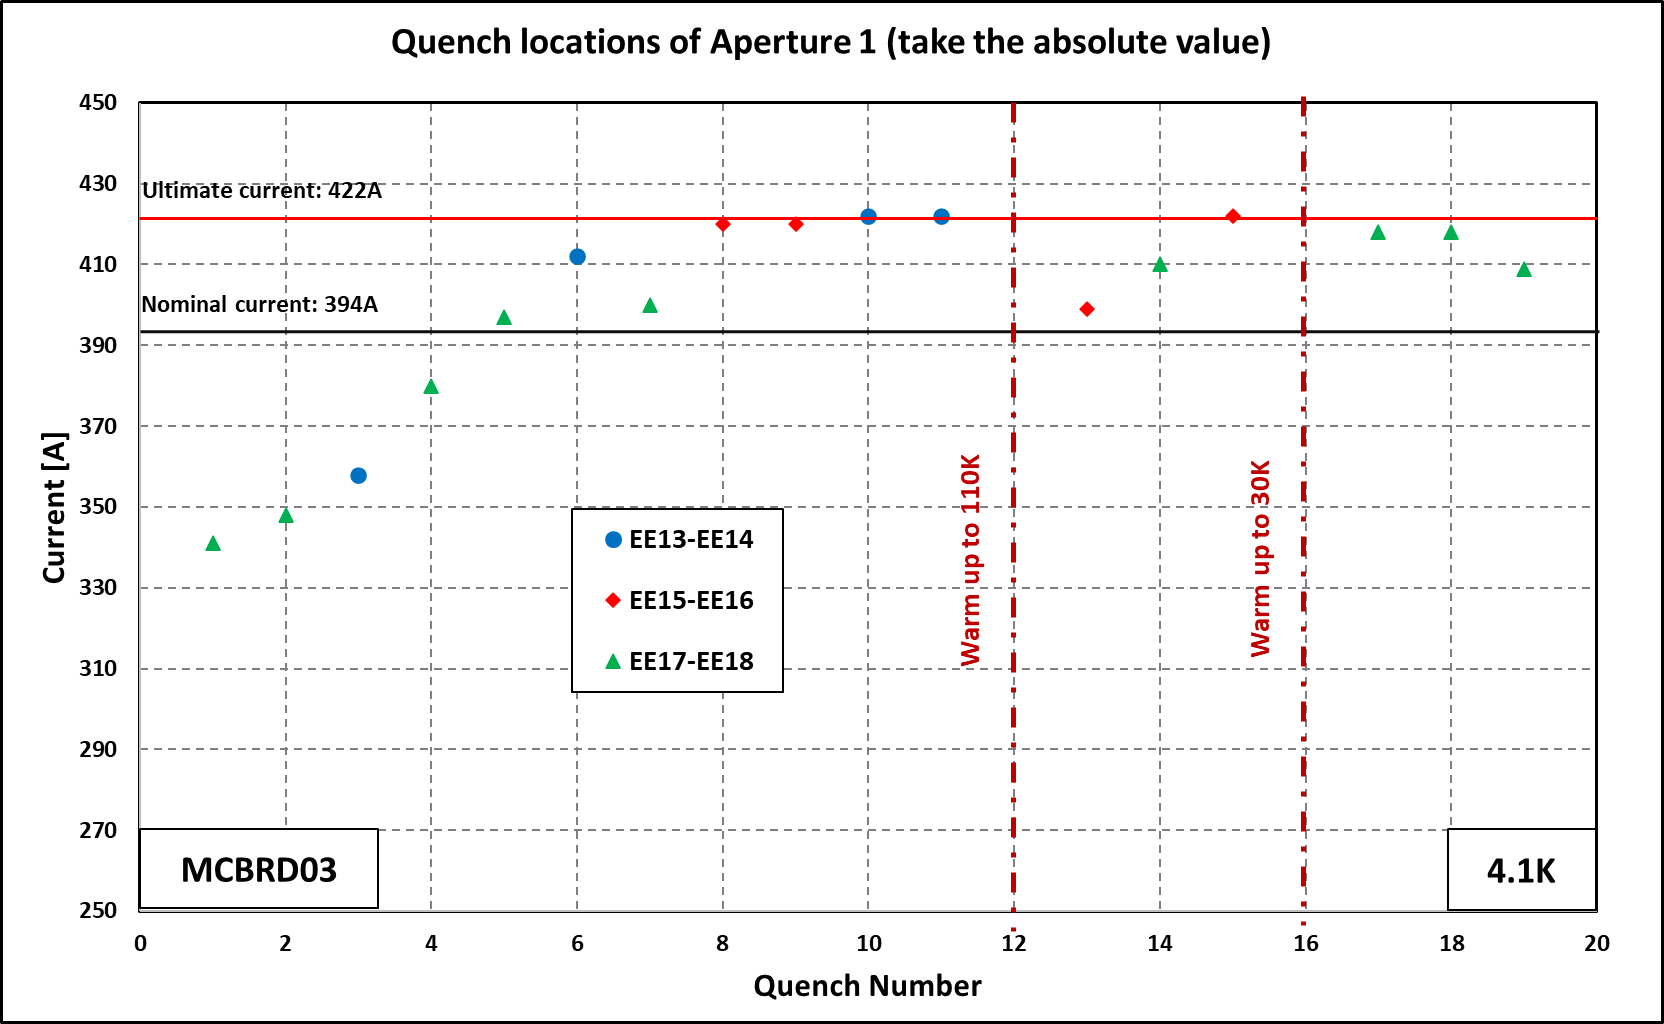 Quench locations of Aperture 1 (take the absolute value)
450
430
410
390
370
350
330
310
290
270
250
Current [A]
Ultimate current: 422A
Nominal current: 394A
EE13-EE14
EE15-EE16
EE17-EE18
Warm up to 110K
Warm up to 30K
MCBRD03
4.1K
0 2 4 6 8 10 12 14 16 18 20
Quench Number